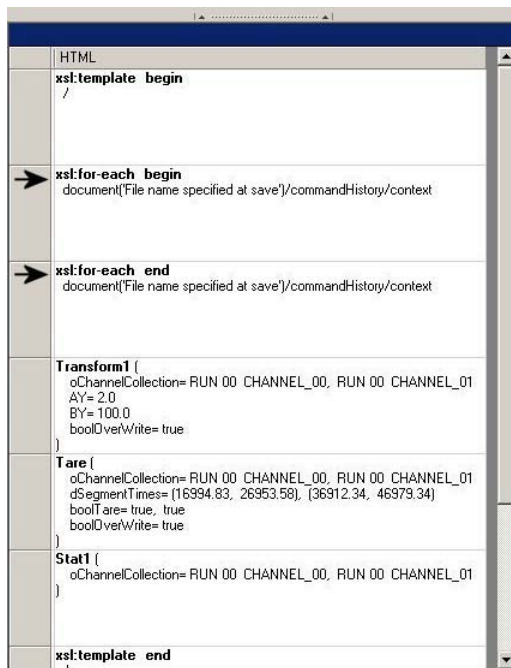 HTML
xsl:template begin
/
xsl:for-each begin
document('File name specified at save')/commandHistory/context
xsl:for-each end
document('File name specified at save')/commandHistory/context
Transform1 (
oChannelCollection= RUN 00 CHANNEL_00, RUN 00 CHANNEL_01
AY= 2.0
BY= 100.0
boolOverWrite= true
)
Tare (
oChannelCollection= RUN 00 CHANNEL_00, RUN 00 CHANNEL_01
dSegmentTimes= (16994.83, 26953.58), (36912.34, 46979.34)
boolTare= true, true
boolOverWrite= true
)
Stat1 (
oChannelCollection= RUN 00 CHANNEL_00, RUN 00 CHANNEL_01
)
xsl:template end